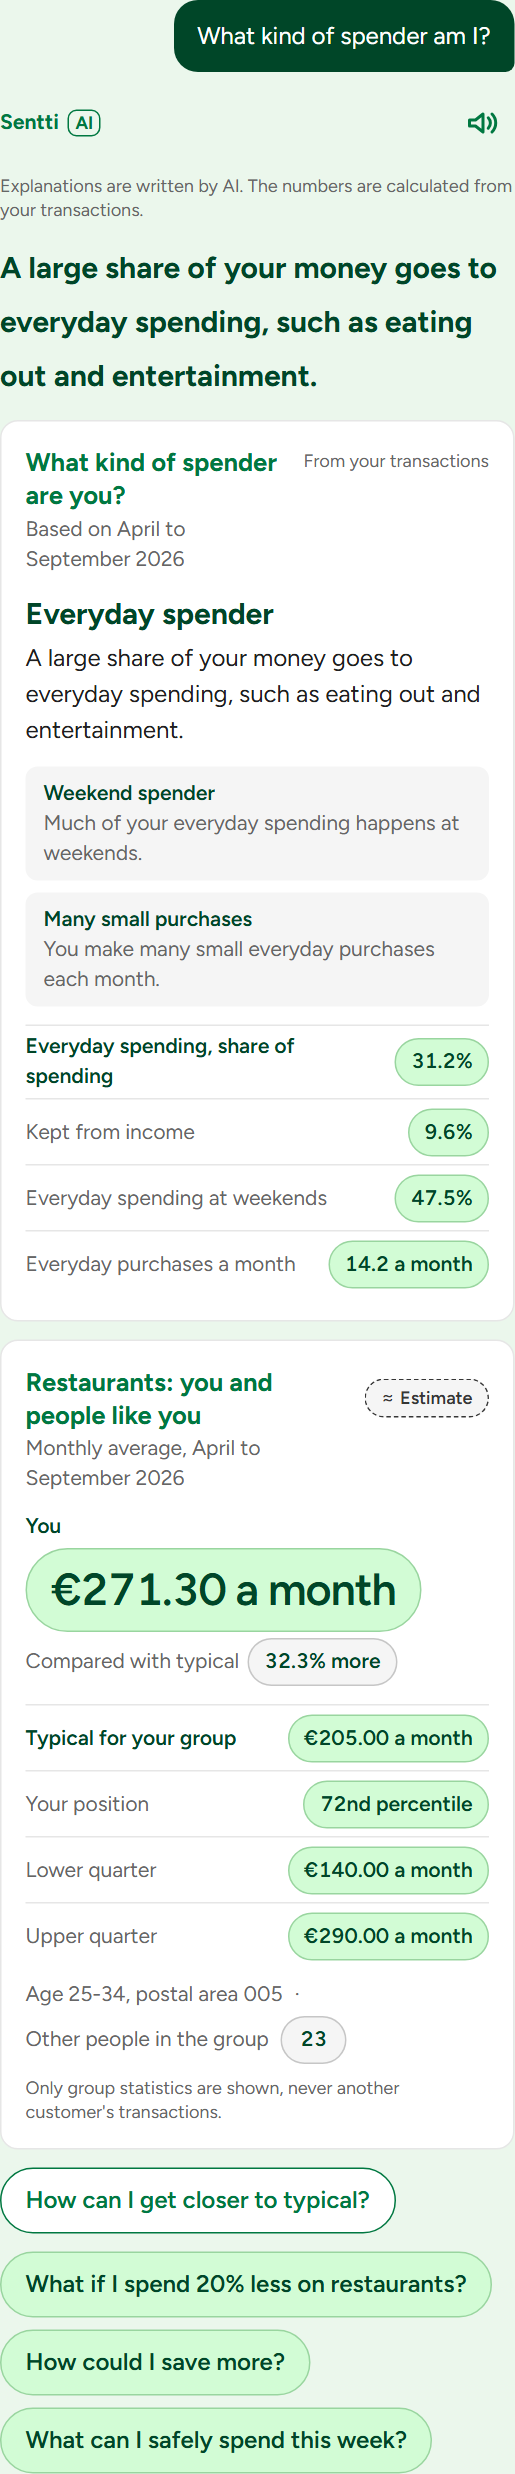 What kind of spender am I?
Sentti AI
Explanations are written by AI. The numbers are calculated from
your transactions.
A large share of your money goes to
everyday spending, such as eating
out and entertainment.
What kind of spender
are you?
From your transactions
Based on April to
September 2026
Everyday spender
A large share of your money goes to
everyday spending, such as eating out and
entertainment.
Weekend spender
Much of your everyday spending happens at
weekends.
Many small purchases
You make many small everyday purchases
each month.
Everyday spending, share of
spending
31.2%
Kept from income 9.6%
Everyday spending at weekends 47.5%
Everyday purchases a month 14.2 a month
Restaurants: you and
people like you
≈ Estimate
Monthly average, April to
September 2026
You
€271.30 a month
Compared with typical 32.3% more
Typical for your group €205.00 a month
Your position 72nd percentile
Lower quarter €140.00 a month
Upper quarter €290.00 a month
Age 25-34, postal area 005 ·
Other people in the group 23
Only group statistics are shown, never another
customer's transactions.
How can I get closer to typical?
What if I spend 20% less on restaurants?
How could I save more?
What can I safely spend this week?